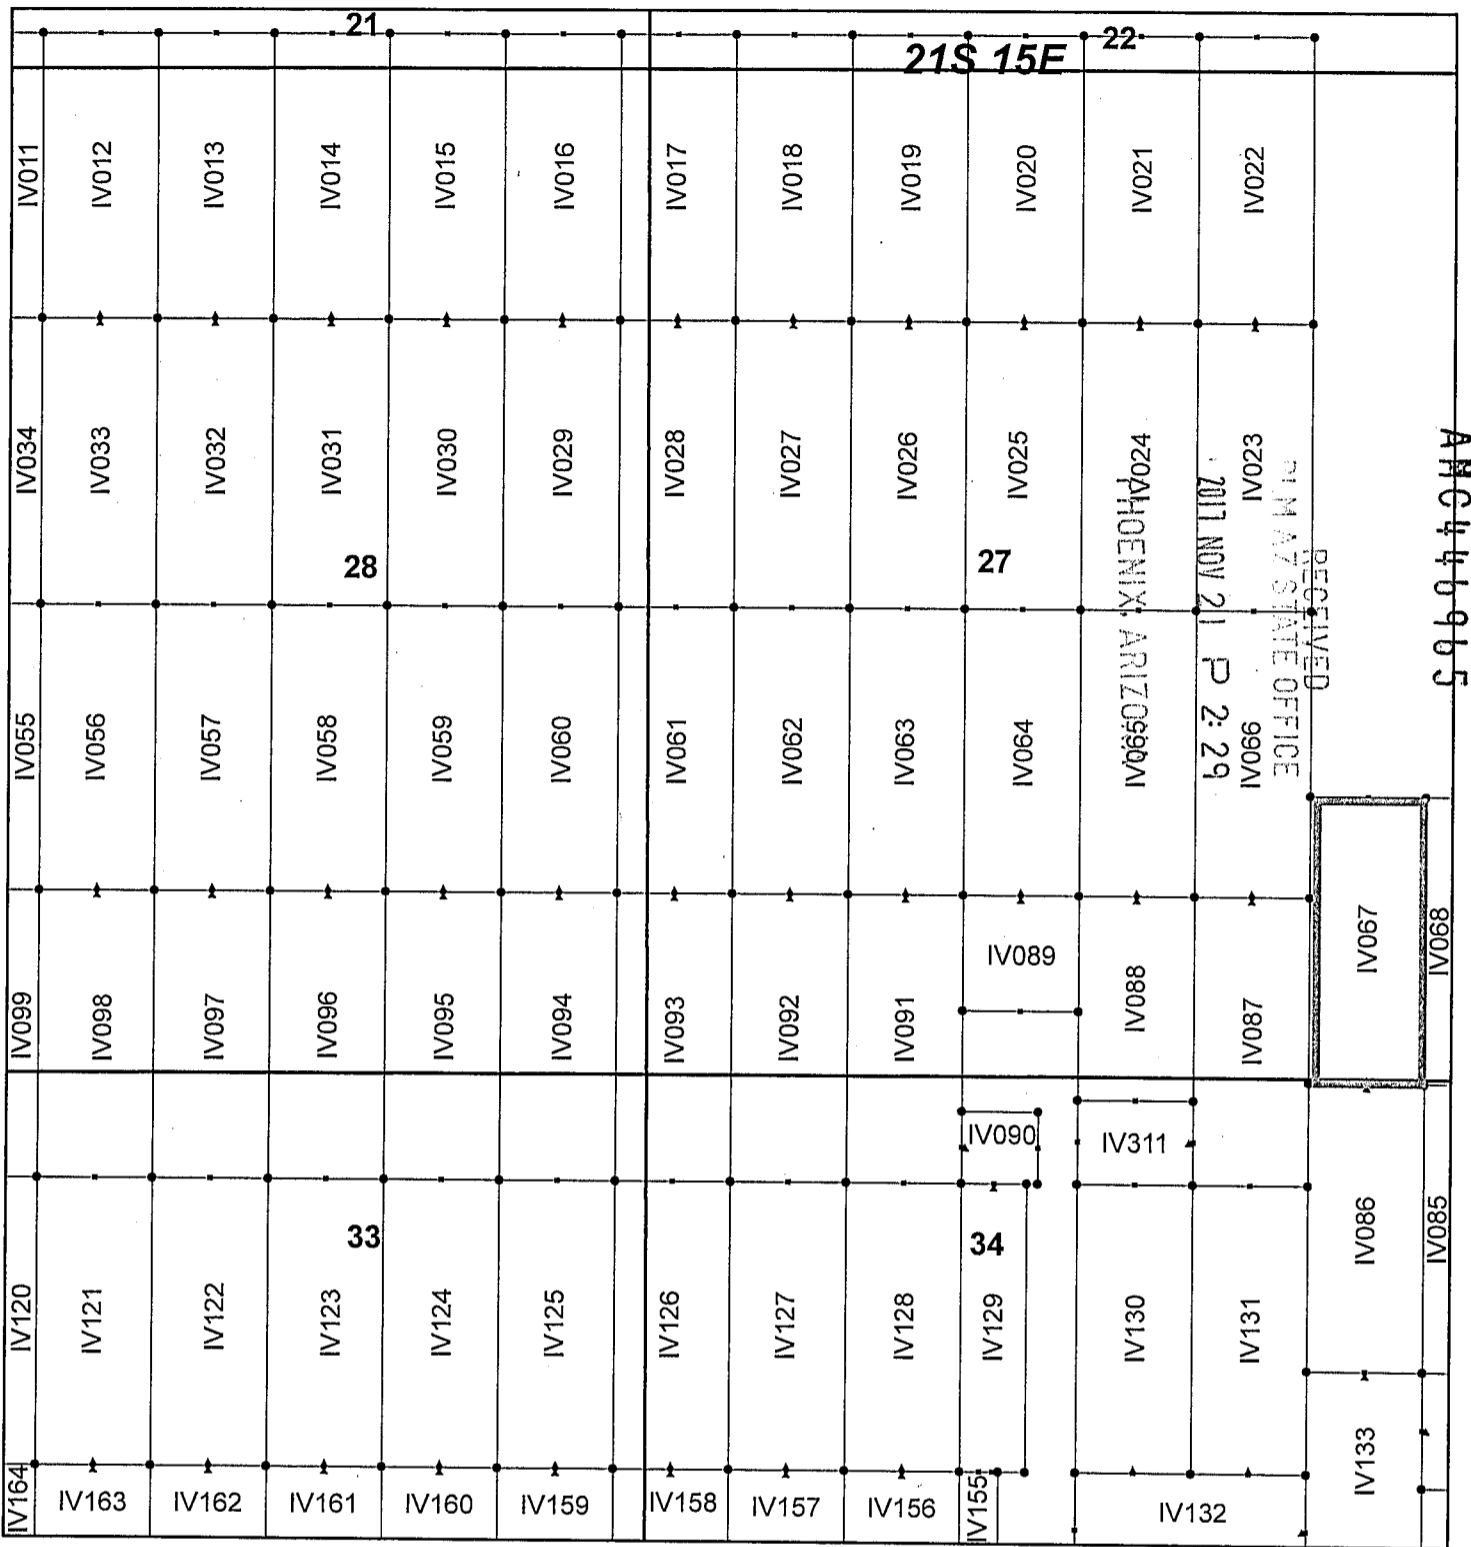 21
22
21S 15E
IV011 IV012 IV013 IV014 IV015 IV016 IV017 IV018 IV019 IV020 IV021 IV022
AMC446965
IV034 IV033 IV032 IV031 IV030 IV029 IV028 IV027 IV026 IV025 IV024 IV023
RECEIVED
BLM AZ STATE OFFICE
2017 NOV 21 P 2:29
PHOENIX, ARIZONA
28
27
IV055 IV056 IV057 IV058 IV059 IV060 IV061 IV062 IV063 IV064 IV065 IV066
IV067 IV068
IV099 IV098 IV097 IV096 IV095 IV094 IV093 IV092 IV091 IV089 IV088 IV087
IV090 IV311
33
34
IV086 IV085
IV120 IV121 IV122 IV123 IV124 IV125 IV126 IV127 IV128 IV129 IV130 IV131
IV133
IV164 IV163 IV162 IV161 IV160 IV159 IV158 IV157 IV156 IV155 IV132